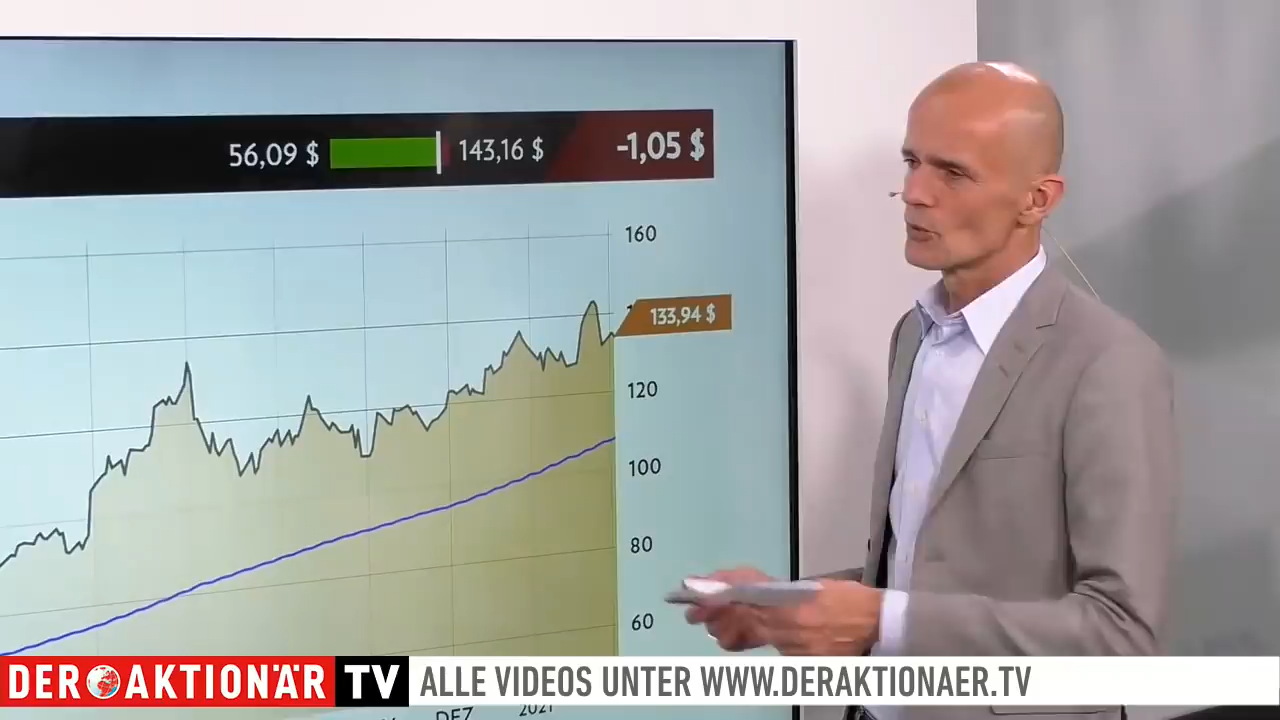 56,09 $ 143,16 $ -1,05 $
160
133,94 $
120
100
80
60
DEZ 2021
DER AKTIONÄR TV ALLE VIDEOS UNTER WWW.DERAKTIONAER.TV